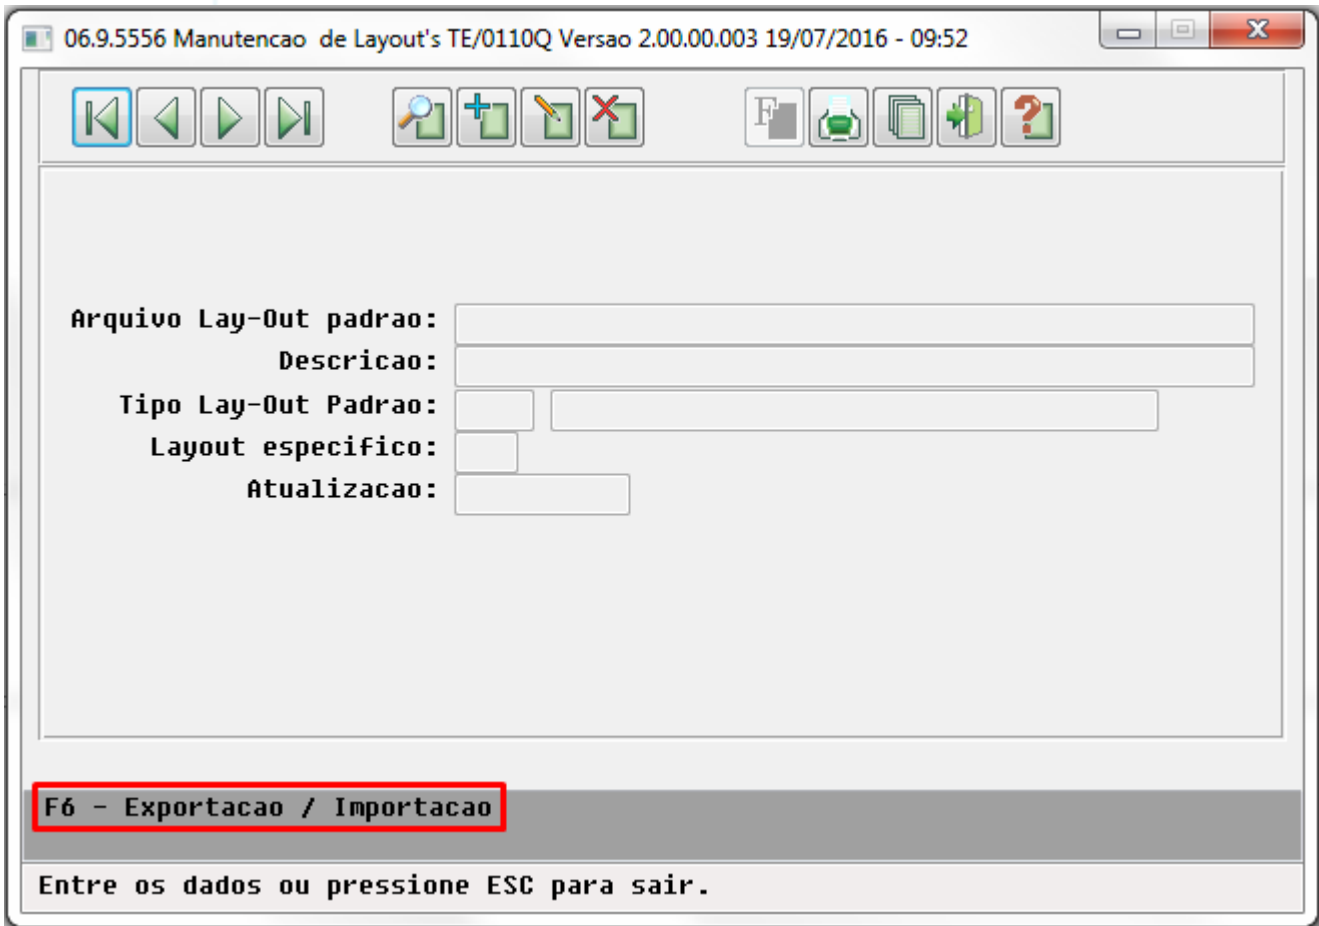 06.9.5556 Manutencao de Layout's TE/0110Q Versao 2.00.00.003 19/07/2016 - 09:52
F
Arquivo Lay-Out padrao:
Descricao:
Tipo Lay-Out Padrao:
Layout especifico:
Atualizacao:
F6 - Exportacao / Importacao
Entre os dados ou pressione ESC para sair.